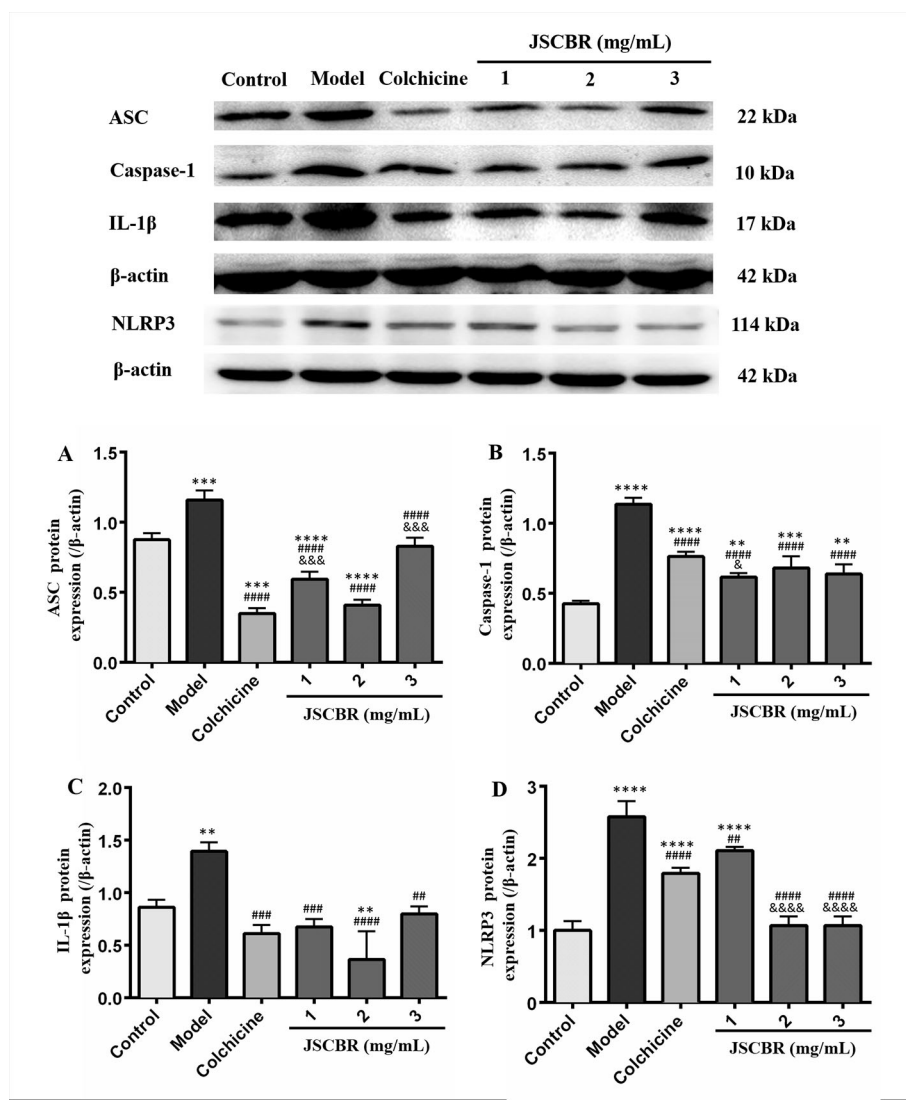 JSCBR (mg/mL)
Control Model Colchicine 1 2 3
ASC 22 kDa
Caspase-1 10 kDa
IL-1β 17 kDa
β-actin 42 kDa
NLRP3 114 kDa
β-actin 42 kDa
A
ASC protein
expression (/β-actin)
1.5
1.0
0.5
0.0
***
***
####
****
####
&&&
****
####
####
&&&
Control Model Colchicine 1 2 3
JSCBR (mg/mL)
B
Caspase-1 protein
expression (/β-actin)
1.5
1.0
0.5
0.0
****
****
####
**
####
&
***
####
**
####
Control Model Colchicine 1 2 3
JSCBR (mg/mL)
C
IL-1β protein
expression (/β-actin)
2.0
1.5
1.0
0.5
0.0
**
###
###
**
####
##
Control Model Colchicine 1 2 3
JSCBR (mg/mL)
D
NLRP3 protein
expression (/β-actin)
3
2
1
0
****
****
####
****
##
####
&&&&
####
&&&&
Control Model Colchicine 1 2 3
JSCBR (mg/mL)